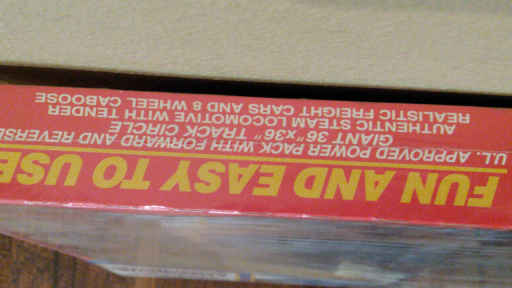 FUN AND EASY TO USE
U.L. APPROVED POWER PACK WITH FORWARD AND REVERSE
GIANT 36"x36" TRACK CIRCLE
AUTHENTIC STEAM LOCOMOTIVE WITH TENDER
REALISTIC FREIGHT CARS AND 8 WHEEL CABOOSE